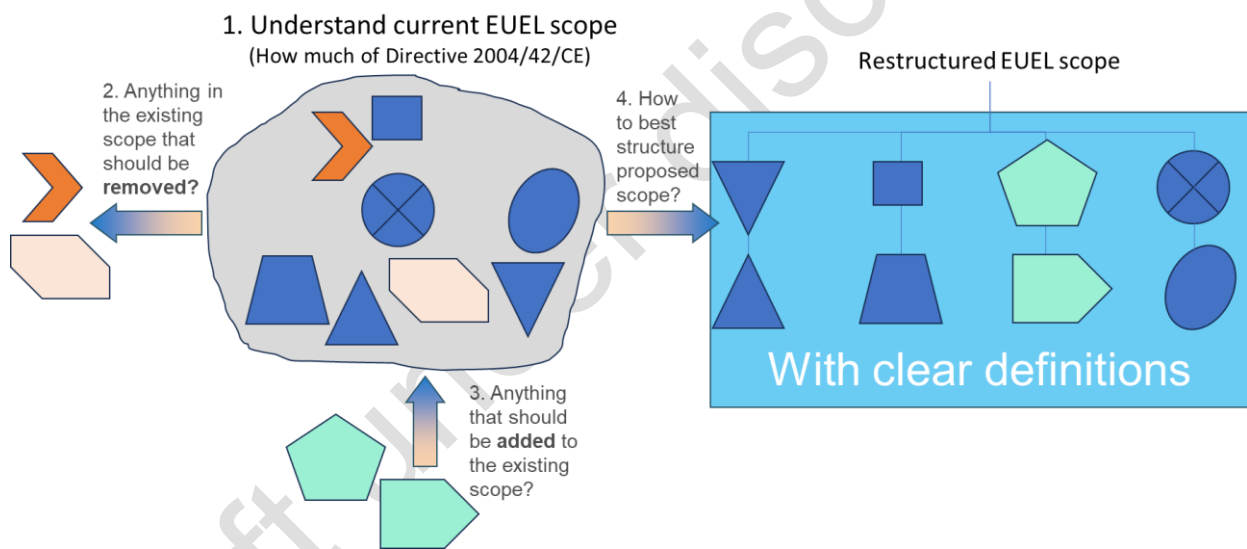 1. Understand current EUEL scope
(How much of Directive 2004/42/CE)
2. Anything in
the existing
scope that
should be
removed?
3. Anything
that should
be added to
the existing
scope?
4. How
to best
structure
proposed
scope?
Restructured EUEL scope
With clear definitions